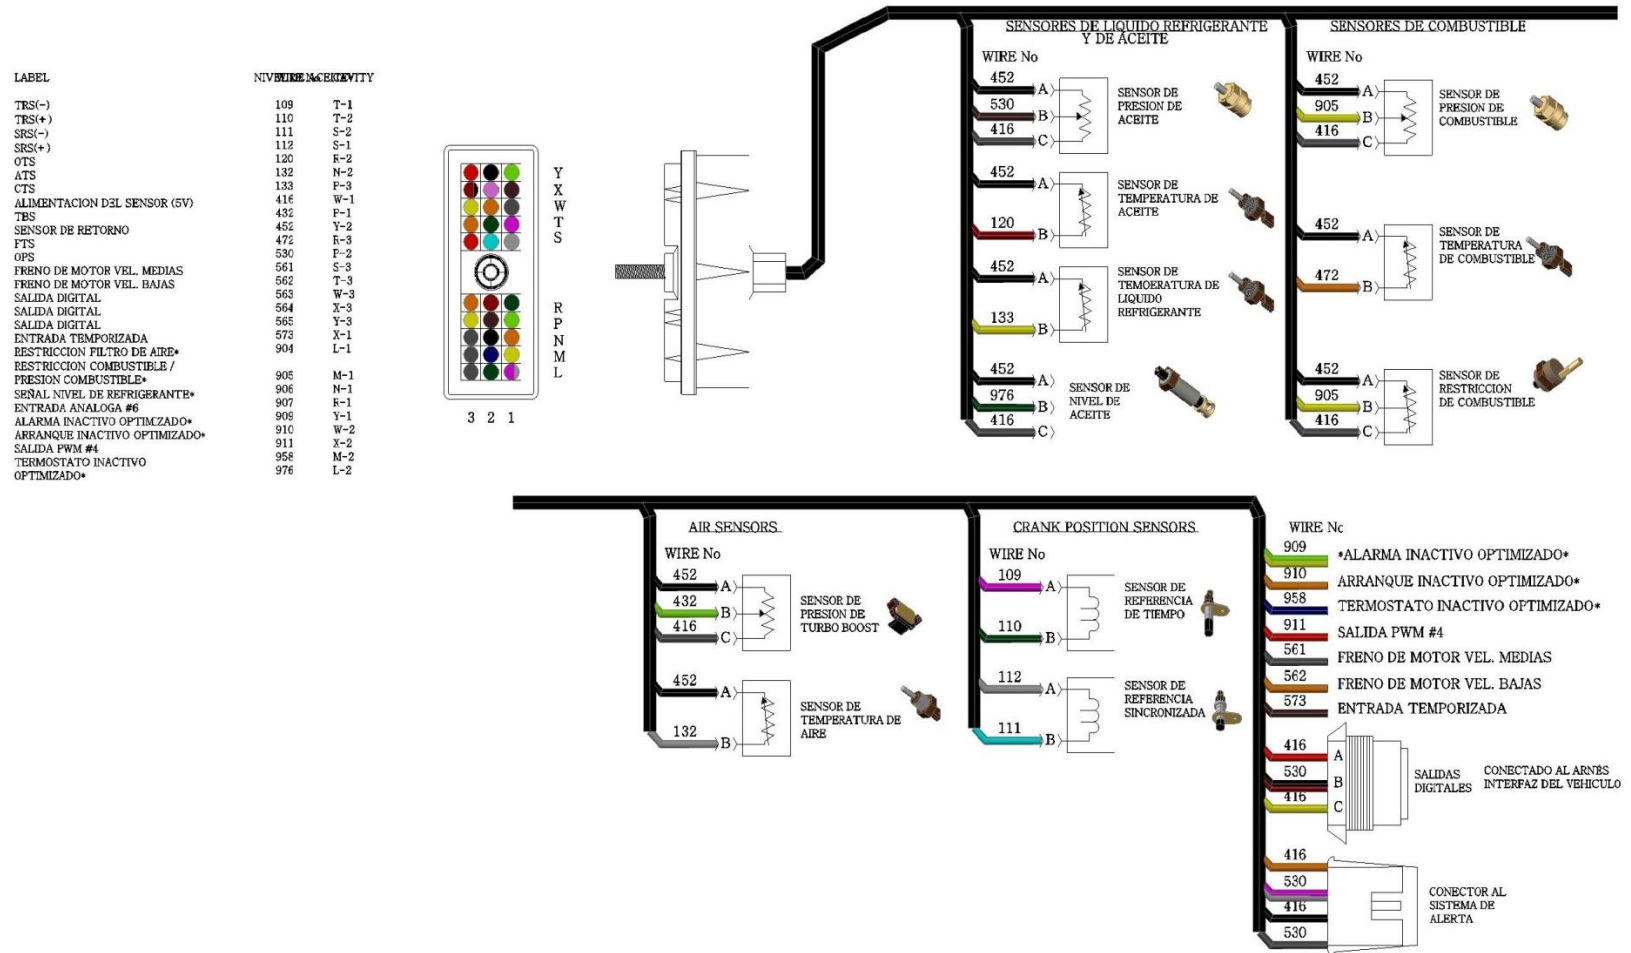 LABEL WIRE No CAVITY
TRS(-) 109 T-1
TRS(+) 110 T-2
SRS(-) 111 S-2
SRS(+) 112 S-1
OTS 120 R-2
ATS 132 N-2
CTS 133 P-3
ALIMENTACION DEL SENSOR (5V) 416 W-1
TBS 432 P-1
SENSOR DE RETORNO 452 Y-2
FTS 472 R-3
OPS 530 P-2
FRENO DE MOTOR VEL. MEDIAS 561 S-3
FRENO DE MOTOR VEL. BAJAS 562 T-3
SALIDA DIGITAL 563 W-3
SALIDA DIGITAL 564 X-3
SALIDA DIGITAL 565 Y-3
ENTRADA TEMPORIZADA 573 X-1
RESTRICCION FILTRO DE AIRE* 904 L-1
RESTRICCION COMBUSTIBLE /
PRESION COMBUSTIBLE* 905 M-1
SEÑAL NIVEL DE REFRIGERANTE* 906 N-1
ENTRADA ANALOGA #6 907 R-1
ALARMA INACTIVO OPTIMIZADO* 909 Y-1
ARRANQUE INACTIVO OPTIMIZADO* 910 W-2
SALIDA PWM #4 911 X-2
TERMOSTATO INACTIVO 958 M-2
OPTIMIZADO* 976 L-2
Y
X
W
T
S
R
P
N
M
L
3 2 1
SENSORES DE LIQUIDO REFRIGERANTE
Y DE ACEITE
WIRE No
452 A
530 B
416 C
SENSOR DE
PRESION DE
ACEITE
452 A
120 B
SENSOR DE
TEMPERATURA DE
ACEITE
452 A
133 B
SENSOR DE
TEMOERATURA DE
LIQUIDO
REFRIGERANTE
452 A
976 B
416 C
SENSOR DE
NIVEL DE
ACEITE
SENSORES DE COMBUSTIBLE
WIRE No
452 A
905 B
416 C
SENSOR DE
PRESION DE
COMBUSTIBLE
452 A
472 B
SENSOR DE
TEMPERATURA
DE COMBUSTIBLE
452 A
905 B
416 C
SENSOR DE
RESTRICCION
DE COMBUSTIBLE
AIR SENSORS
WIRE No
452 A
432 B
416 C
SENSOR DE
PRESION DE
TURBO BOOST
452 A
132 B
SENSOR DE
TEMPERATURA DE
AIRE
CRANK POSITION SENSORS
WIRE No
109 A
110 B
SENSOR DE
REFERENCIA
DE TIEMPO
112 A
111 B
SENSOR DE
REFERENCIA
SINCRONIZADA
WIRE No
909 *ALARMA INACTIVO OPTIMIZADO*
910 ARRANQUE INACTIVO OPTIMIZADO*
958 TERMOSTATO INACTIVO OPTIMIZADO*
911 SALIDA PWM #4
561 FRENO DE MOTOR VEL. MEDIAS
562 FRENO DE MOTOR VEL. BAJAS
573 ENTRADA TEMPORIZADA
416 A
530 B
416 C
SALIDAS
DIGITALES
CONECTADO AL ARNÉS
INTERFAZ DEL VEHICULO
416
530
416
530
CONECTOR AL
SISTEMA DE
ALERTA